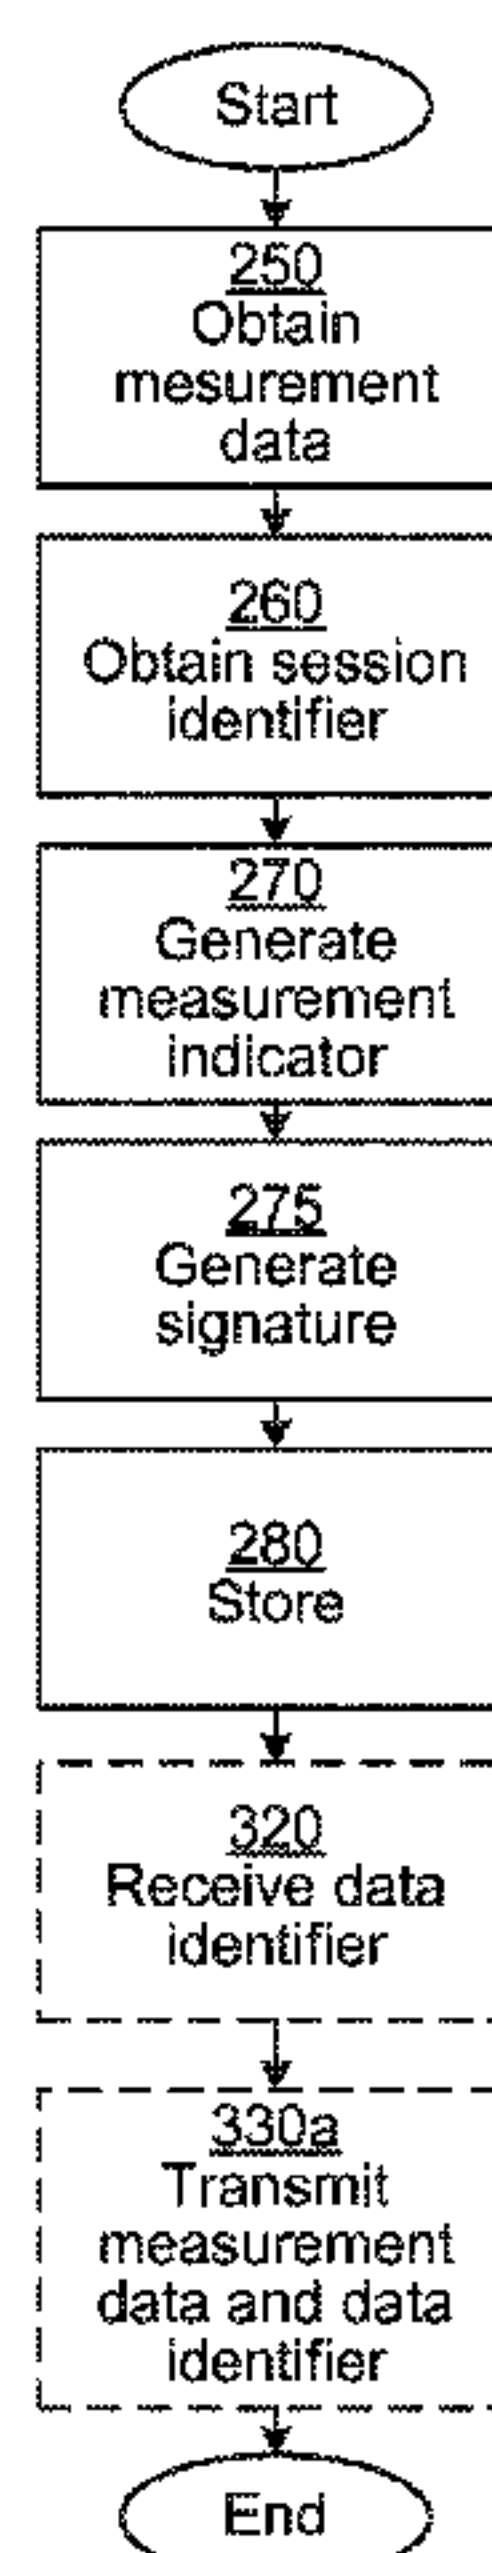 Start
250
Obtain
mesurement
data
260
Obtain session
identifier
270
Generate
measurement
indicator
275
Generate
signature
280
Store
320
Receive data
identifier
330a
Transmit
measurement
data and data
identifier
End